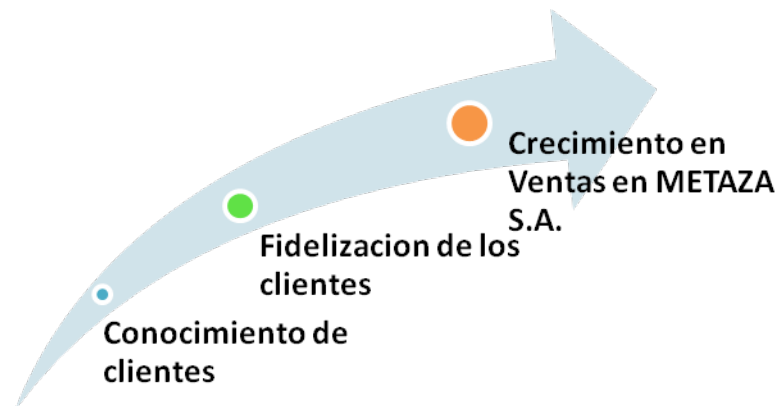 Crecimiento en
Ventas en METAZA
S.A.
Fidelizacion de los
clientes
Conocimiento de
clientes